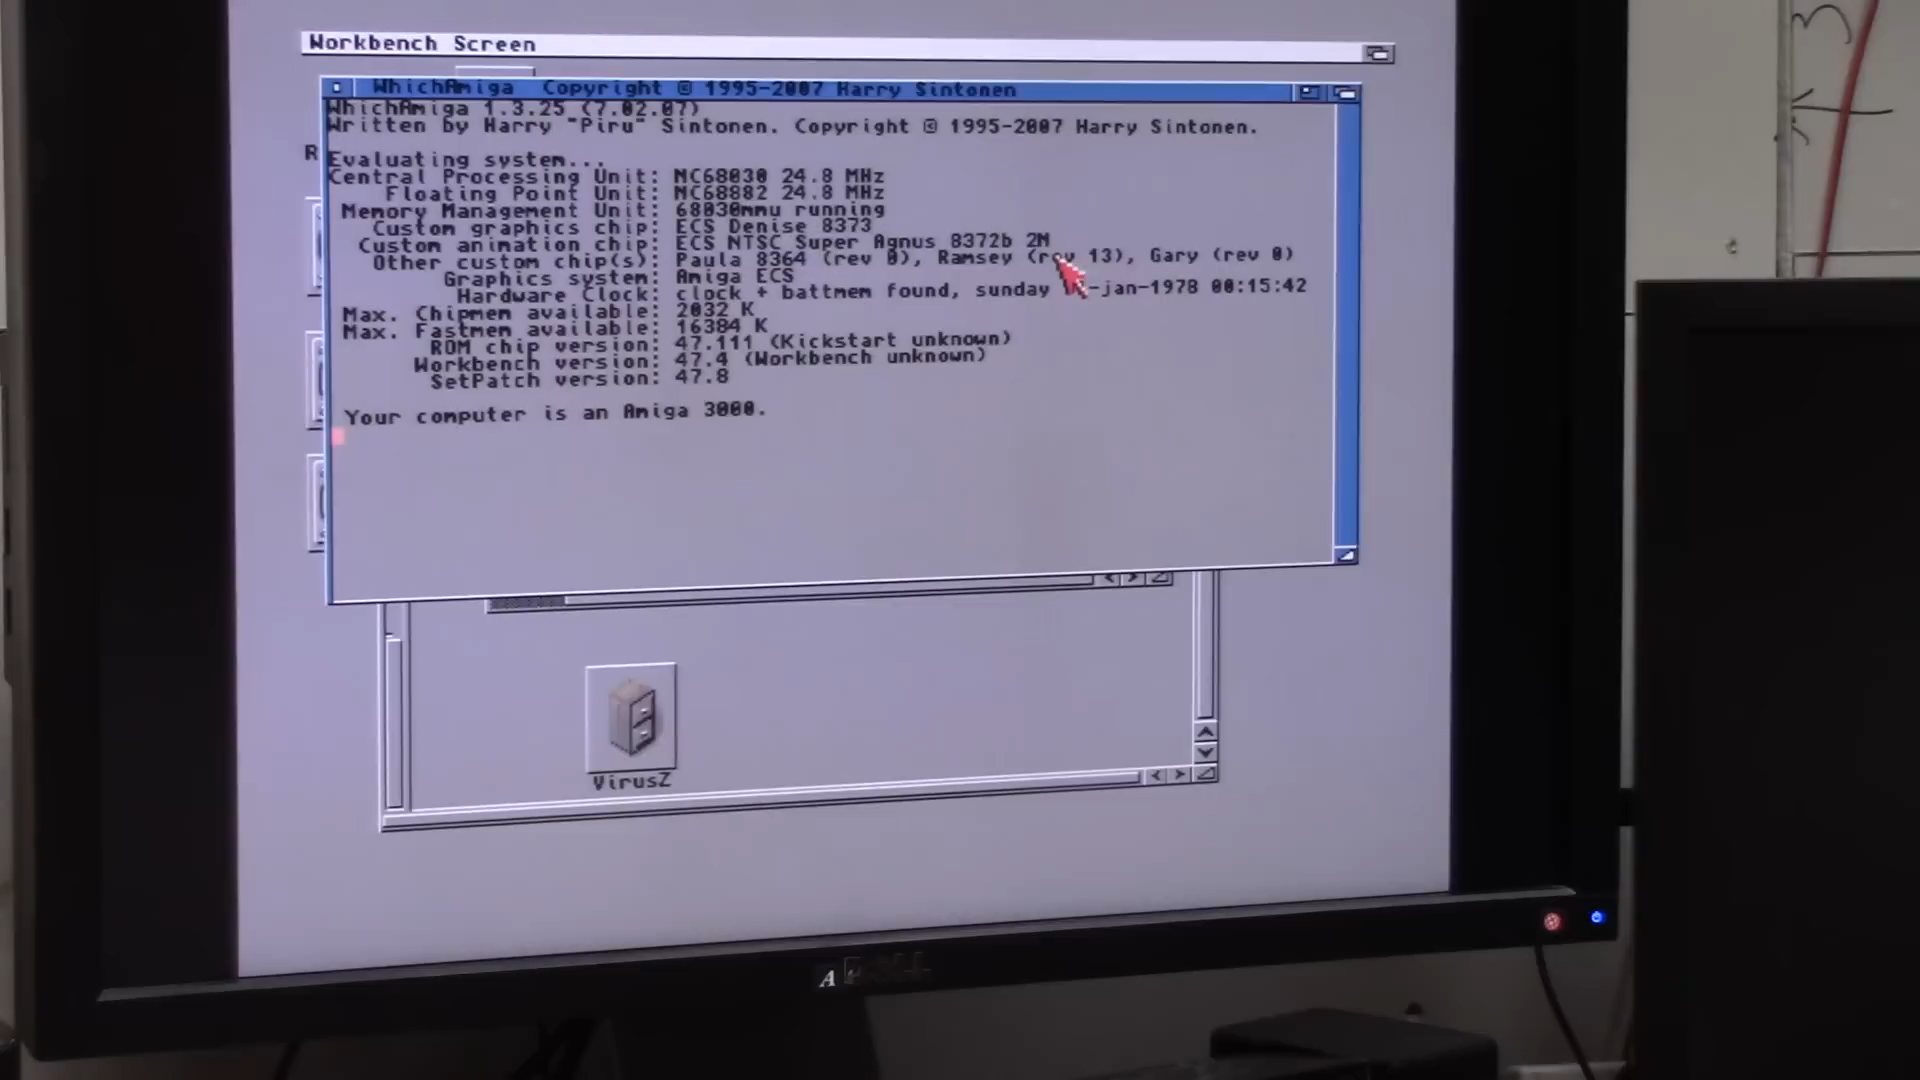 Workbench Screen
WhichAmiga Copyright © 1995-2007 Harry Sintonen
WhichAmiga 1.3.25 (7.02.07)
Written by Harry "Piru" Sintonen. Copyright © 1995-2007 Harry Sintonen.
R
Evaluating system...
Central Processing Unit: MC68030 24.8 MHz
Floating Point Unit: MC68882 24.8 MHz
Memory Management Unit: 68030mmu running
Custom graphics chip: ECS Denise 8373
Custom animation chip: ECS NTSC Super Agnus 8372b 2M
Other custom chip(s): Paula 8364 (rev 0), Ramsey (rev 13), Gary (rev 0)
Graphics system: Amiga ECS
Hardware Clock: clock + battmem found, sunday -jan-1978 00:15:42
Max. Chipmem available: 2032 K
Max. Fastmem available: 16384 K
ROM chip version: 47.111 (Kickstart unknown)
Workbench version: 47.4 (Workbench unknown)
SetPatch version: 47.8
Your computer is an Amiga 3000.
VirusZ
A